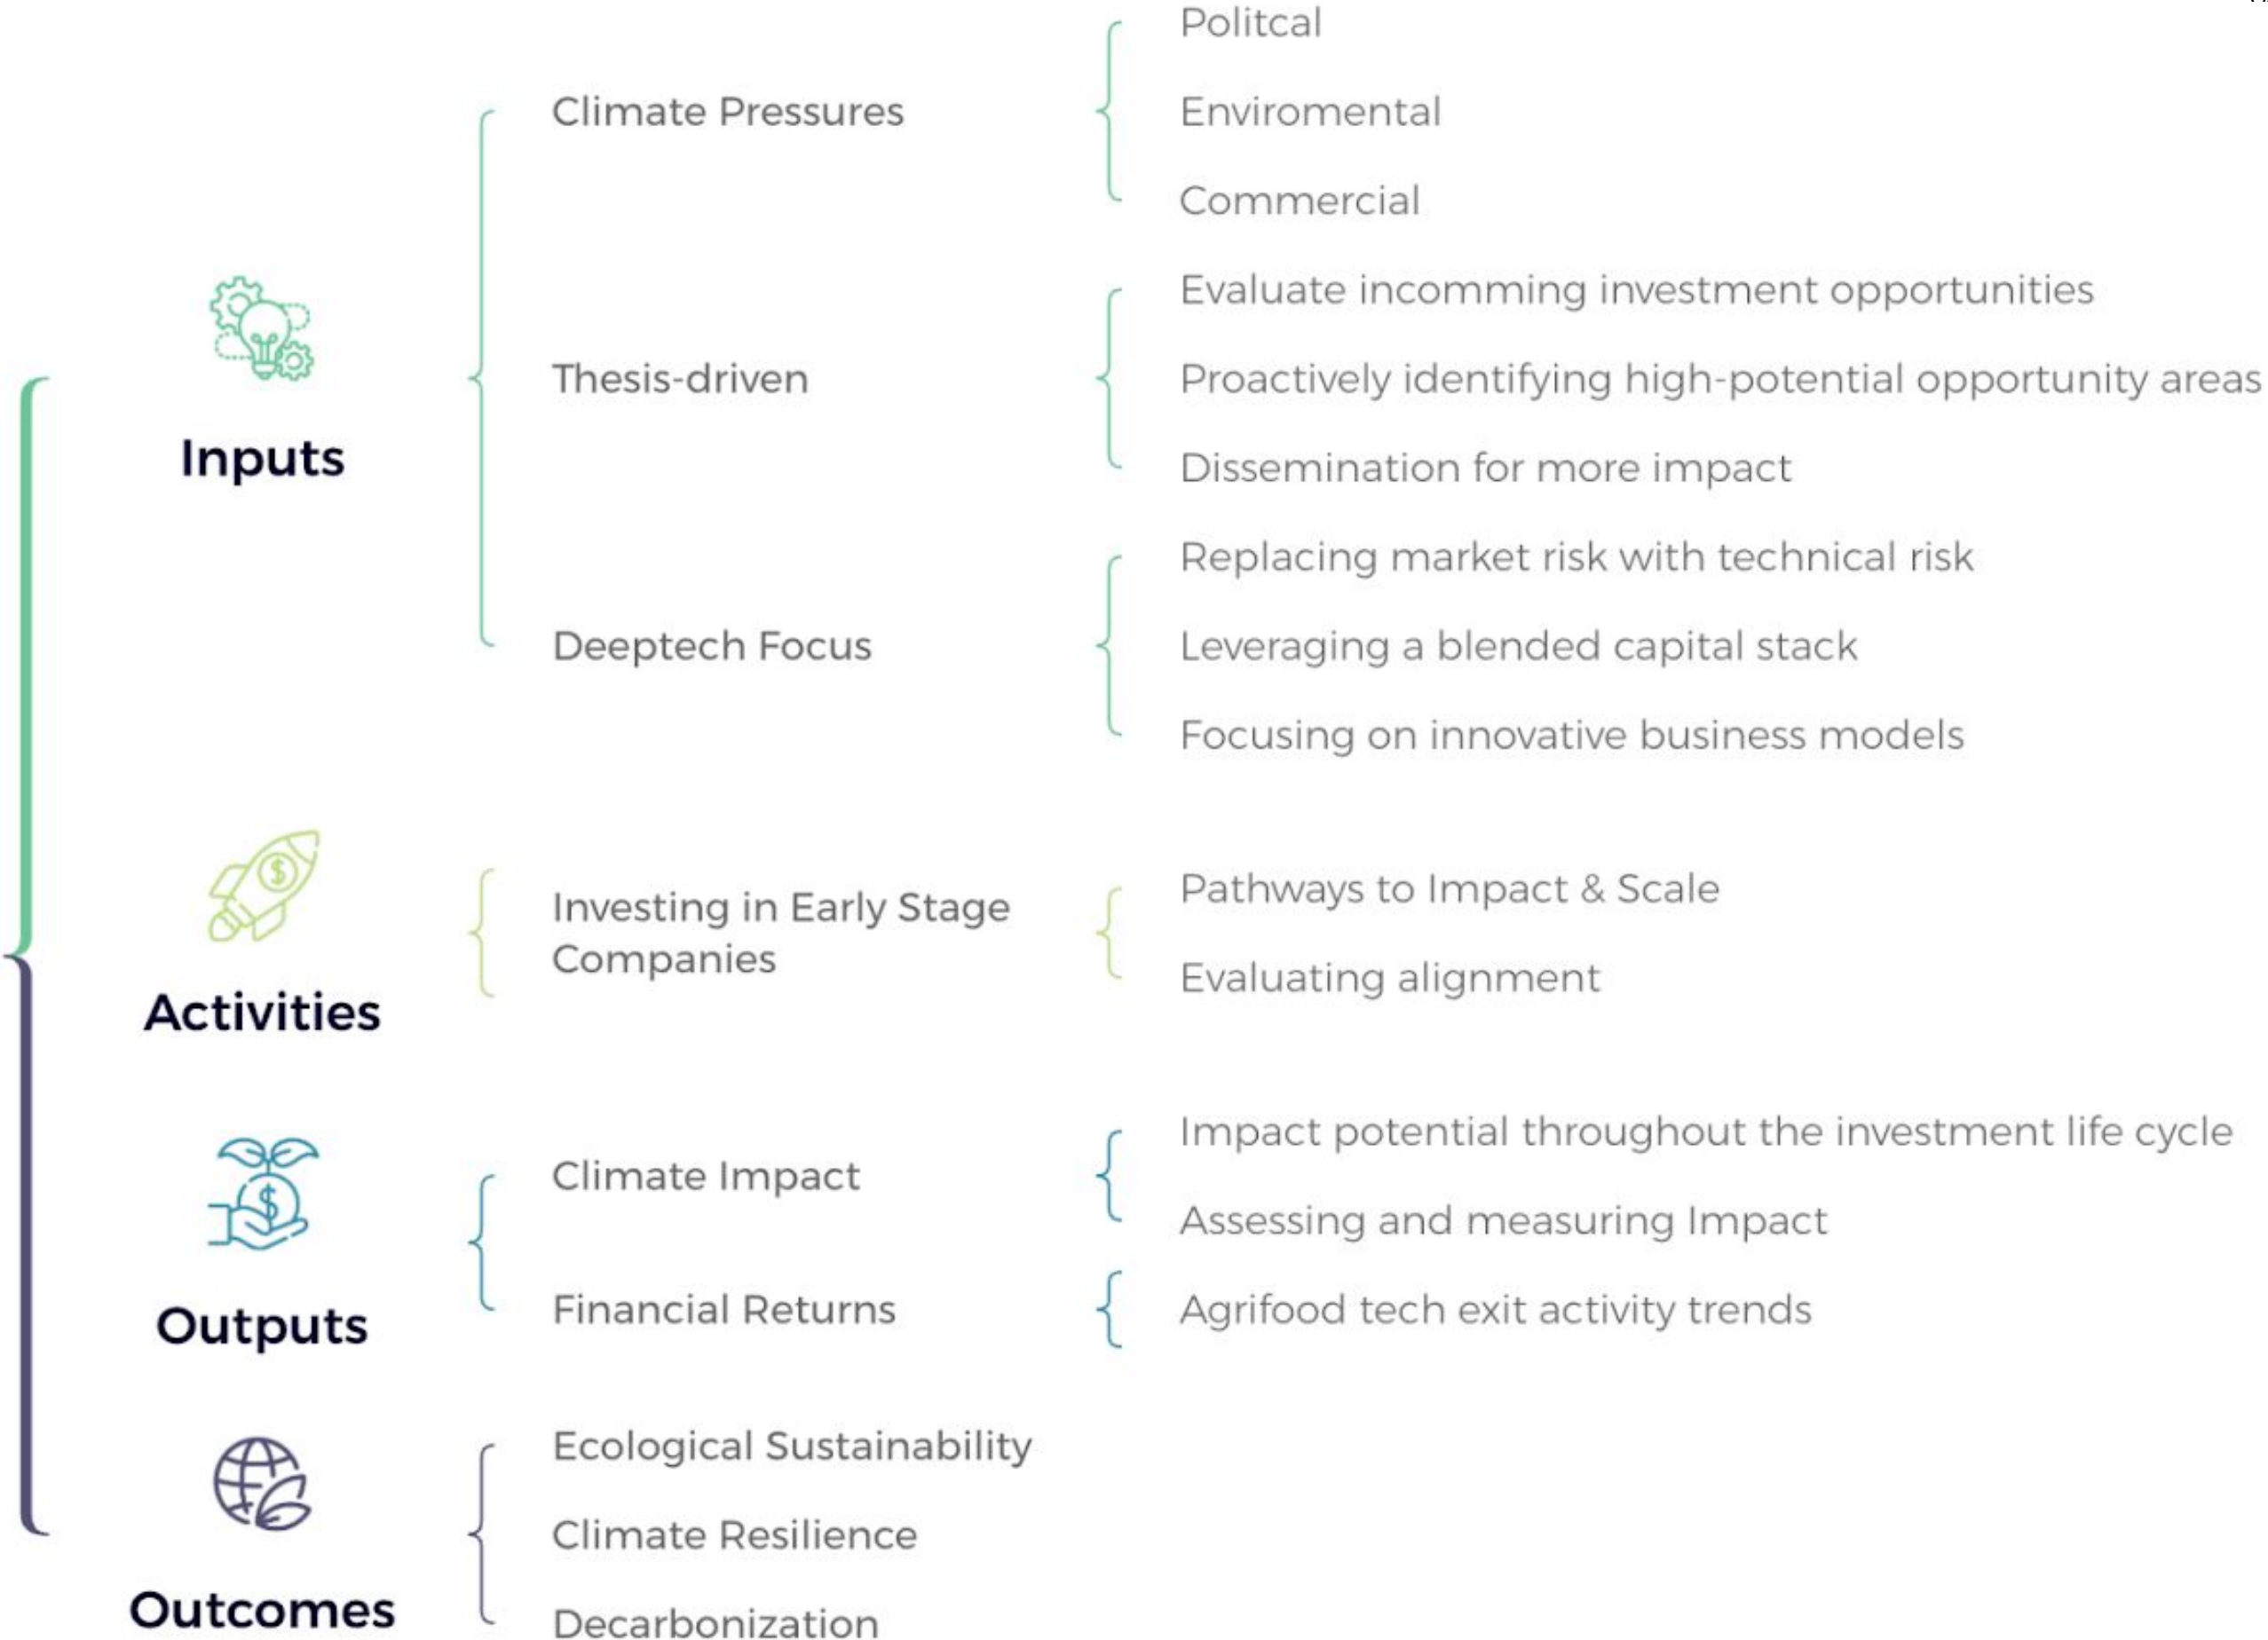 Politcal
Climate Pressures
Enviromental
Commercial
Inputs
Evaluate incomming investment opportunities
Thesis-driven
Proactively identifying high-potential opportunity areas
Dissemination for more impact
Replacing market risk with technical risk
Deeptech Focus
Leveraging a blended capital stack
Focusing on innovative business models
Activities
Investing in Early Stage
Companies
Pathways to Impact & Scale
Evaluating alignment
Outputs
Climate Impact
Impact potential throughout the investment life cycle
Assessing and measuring Impact
Financial Returns
Agrifood tech exit activity trends
Outcomes
Ecological Sustainability
Climate Resilience
Decarbonization